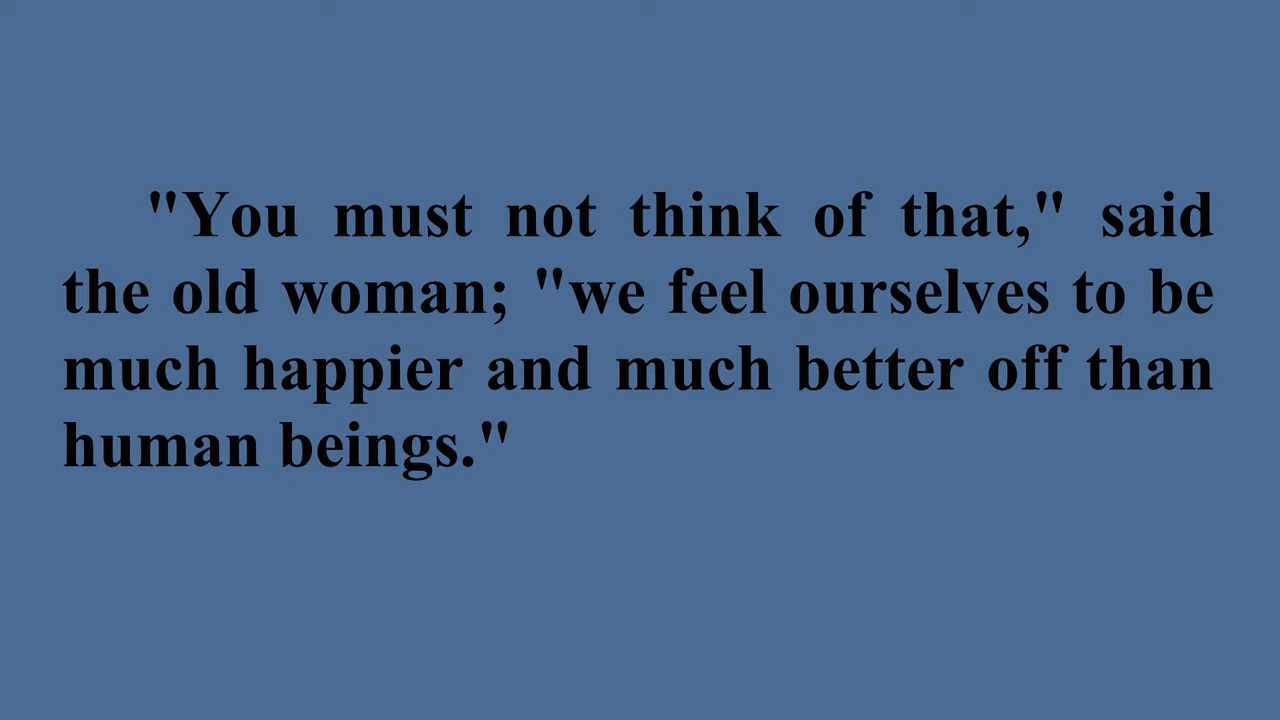 "You must not think of that," said
the old woman; "we feel ourselves to be
much happier and much better off than
human beings."